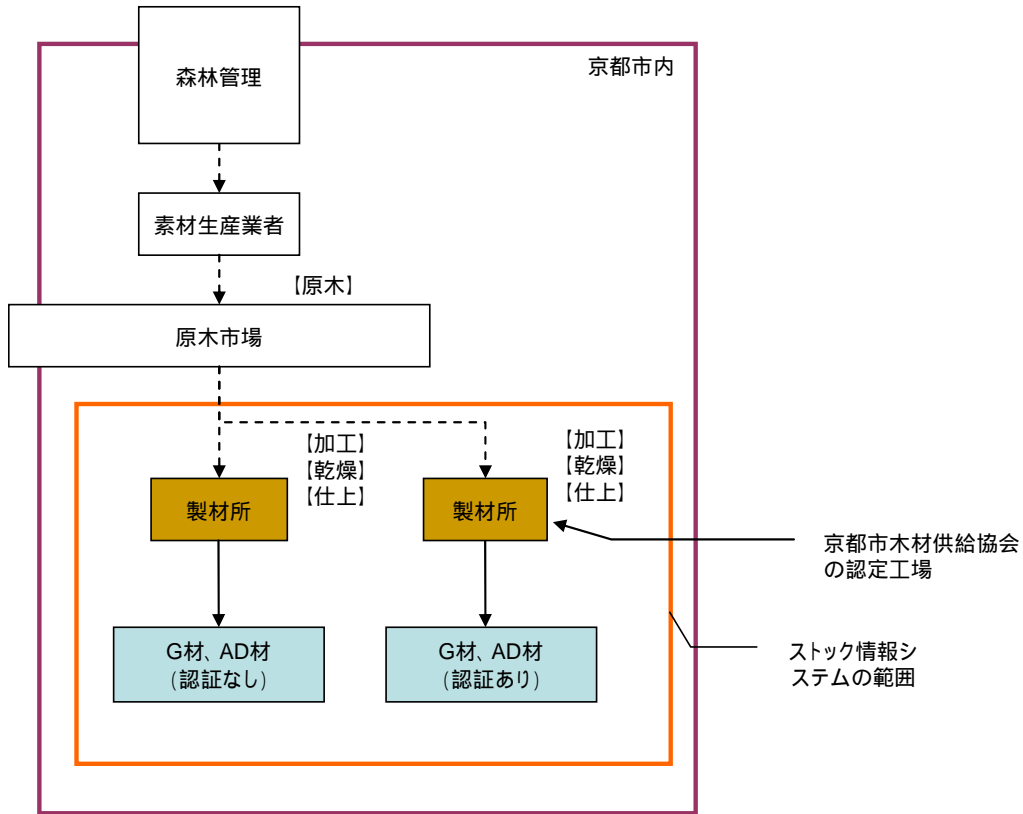 京都市内
森林管理
素材生産業者
【原木】
原木市場
【加工】
【乾燥】
【仕上】
【加工】
【乾燥】
【仕上】
製材所
製材所
京都市木材供給協会
の認定工場
G材、AD材
（認証なし）
G材、AD材
（認証あり）
ストック情報シ
ステムの範囲